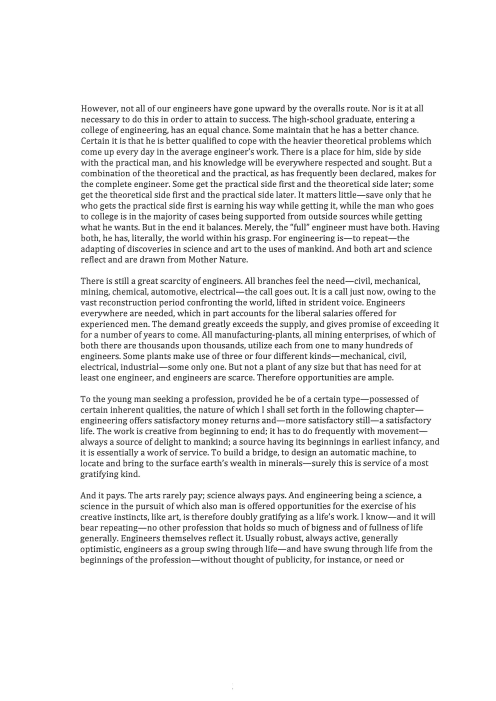 However, not all of our engineers have gone upward by the overalls route. Nor is it at all
necessary to do this in order to attain to success. The high-school graduate, entering a
college of engineering, has an equal chance. Some maintain that he has a better chance.
Certain it is that he is better qualified to cope with the heavier theoretical problems which
come up every day in the average engineer's work. There is a place for him, side by side
with the practical man, and his knowledge will be everywhere respected and sought. But a
combination of the theoretical and the practical, as has frequently been declared, makes for
the complete engineer. Some get the practical side first and the theoretical side later; some
get the theoretical side first and the practical side later. It matters little—save only that he
who gets the practical side first is earning his way while getting it, while the man who goes
to college is in the majority of cases being supported from outside sources while getting
what he wants. But in the end it balances. Merely, the "full" engineer must have both. Having
both, he has, literally, the world within his grasp. For engineering is—to repeat—the
adapting of discoveries in science and art to the uses of mankind. And both art and science
reflect and are drawn from Mother Nature.

There is still a great scarcity of engineers. All branches feel the need—civil, mechanical,
mining, chemical, automotive, electrical—the call goes out. It is a call just now, owing to the
vast reconstruction period confronting the world, lifted in strident voice. Engineers
everywhere are needed, which in part accounts for the liberal salaries offered for
experienced men. The demand greatly exceeds the supply, and gives promise of exceeding it
for a number of years to come. All manufacturing-plants, all mining enterprises, of which of
both there are thousands upon thousands, utilize each from one to many hundreds of
engineers. Some plants make use of three or four different kinds—mechanical, civil,
electrical, industrial—some only one. But not a plant of any size but that has need for at
least one engineer, and engineers are scarce. Therefore opportunities are ample.

To the young man seeking a profession, provided he be of a certain type—possessed of
certain inherent qualities, the nature of which I shall set forth in the following chapter—
engineering offers satisfactory money returns and—more satisfactory still—a satisfactory
life. The work is creative from beginning to end; it has to do frequently with movement—
always a source of delight to mankind; a source having its beginnings in earliest infancy, and
it is essentially a work of service. To build a bridge, to design an automatic machine, to
locate and bring to the surface earth's wealth in minerals—surely this is service of a most
gratifying kind.

And it pays. The arts rarely pay; science always pays. And engineering being a science, a
science in the pursuit of which also man is offered opportunities for the exercise of his
creative instincts, like art, is therefore doubly gratifying as a life's work. I know—and it will
bear repeating—no other profession that holds so much of bigness and of fullness of life
generally. Engineers themselves reflect it. Usually robust, always active, generally
optimistic, engineers as a group swing through life—and have swung through life from the
beginnings of the profession—without thought of publicity, for instance, or need or